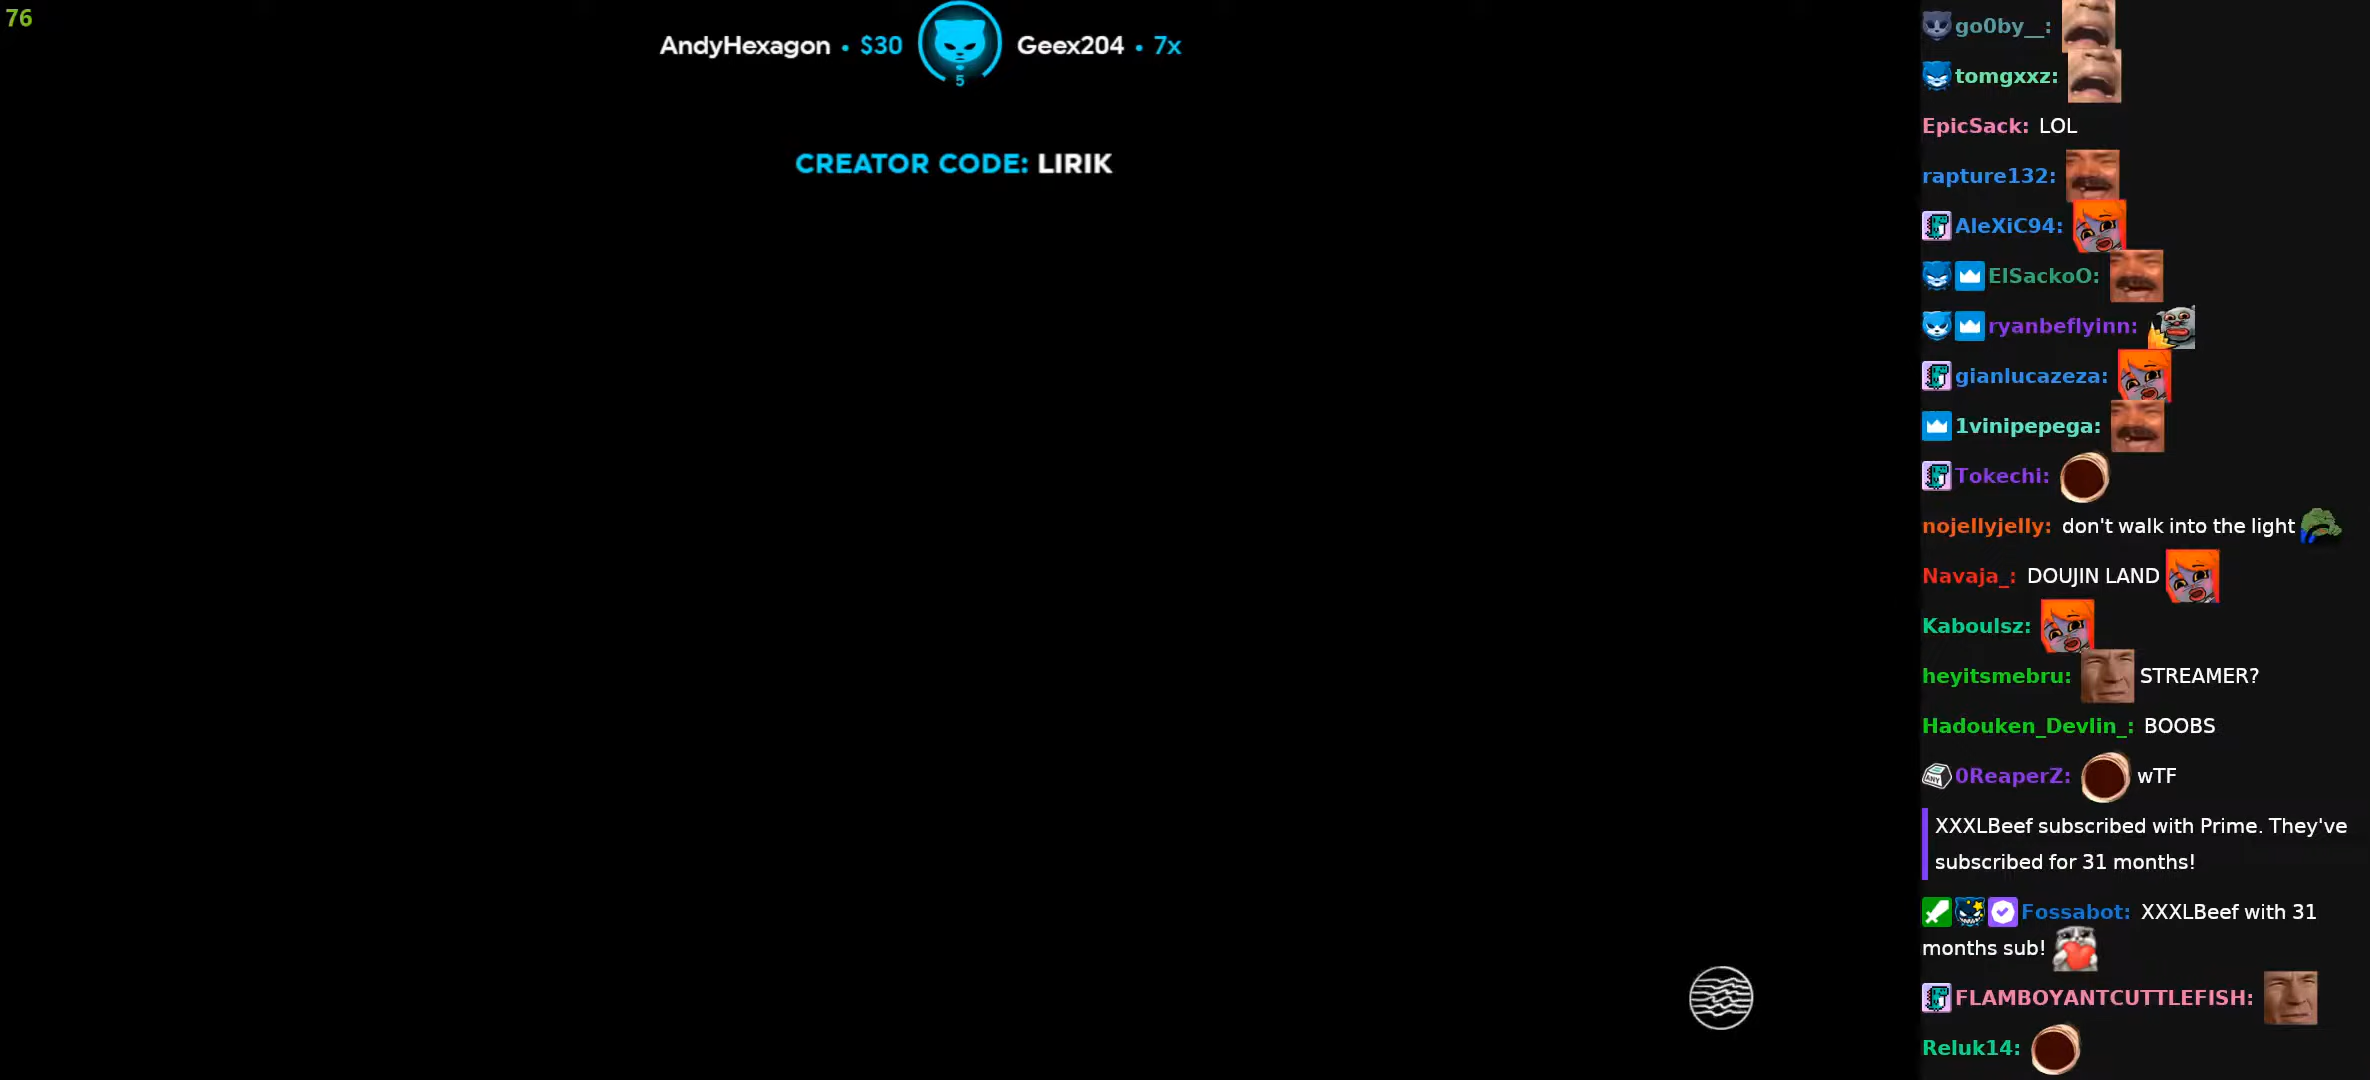 76
AndyHexagon • $30
5
Geex204 • 7x
CREATOR CODE: LIRIK
go0by__:
tomgxxz:
EpicSack: LOL
rapture132:
AleXiC94:
ElSackoO:
ryanbeflyinn:
gianlucazeza:
1vinipepega:
Tokechi:
nojellyjelly: don't walk into the light
Navaja_: DOUJIN LAND
Kaboulsz:
heyitsmebru: STREAMER?
Hadouken_Devlin_: BOOBS
ANY 0ReaperZ: wTF
XXXLBeef subscribed with Prime. They've
subscribed for 31 months!
Fossabot: XXXLBeef with 31
months sub!
FLAMBOYANTCUTTLEFISH:
Reluk14: